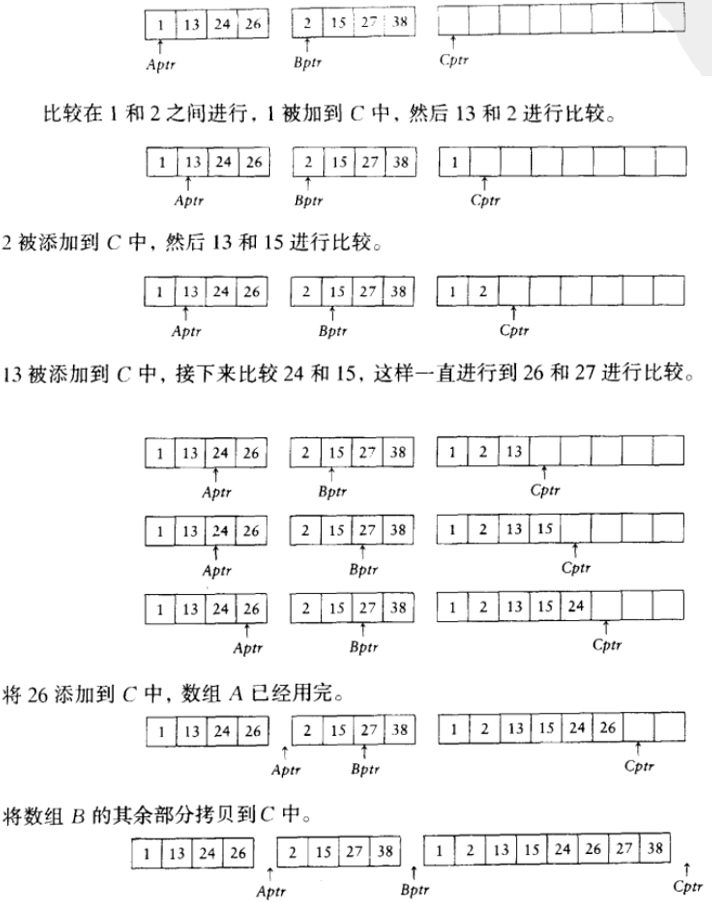 1 13 24 26 2 15 27 38
Aptr Bptr Cptr
比较在 1 和 2 之间进行，1 被加到 C 中，然后 13 和 2 进行比较。
1 13 24 26 2 15 27 38 1
Aptr Bptr Cptr
2 被添加到 C 中，然后 13 和 15 进行比较。
1 13 24 26 2 15 27 38 1 2
Aptr Bptr Cptr
13 被添加到 C 中，接下来比较 24 和 15，这样一直进行到 26 和 27 进行比较。
1 13 24 26 2 15 27 38 1 2 13
Aptr Bptr Cptr
1 13 24 26 2 15 27 38 1 2 13 15
Aptr Bptr Cptr
1 13 24 26 2 15 27 38 1 2 13 15 24
Aptr Bptr Cptr
将 26 添加到 C 中，数组 A 已经用完。
1 13 24 26 2 15 27 38 1 2 13 15 24 26
Aptr Bptr Cptr
将数组 B 的其余部分拷贝到 C 中。
1 13 24 26 2 15 27 38 1 2 13 15 24 26 27 38
Aptr Bptr Cptr